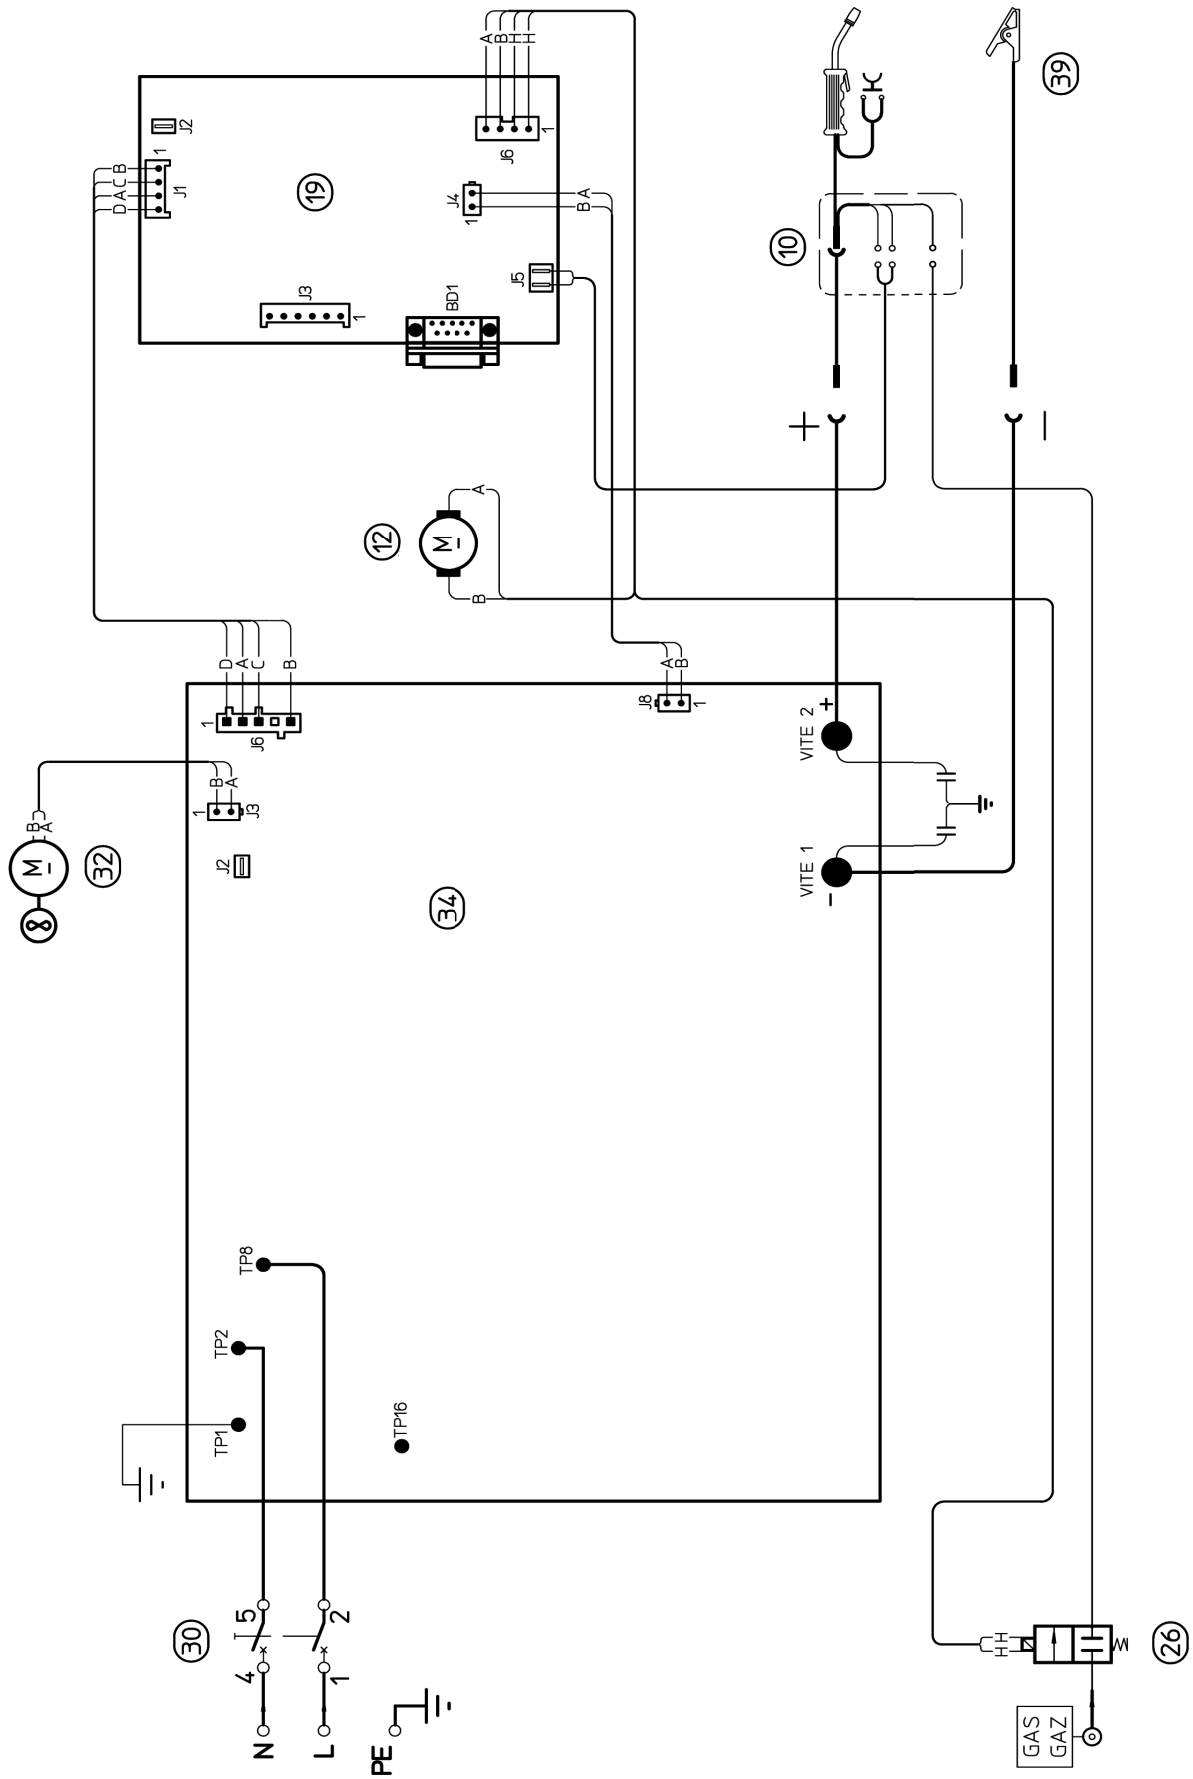 A
B
H
H
39
J2
1
J1
B
C
A
D
19
J6
1
J4
1
A
B
10
J5
J3
1
BD1
+
—
12
M
A
B
D
A
C
B
1
J6
A
B
J8
1
VITE 2
+
B
A
M
32
B
A
1
J3
J2
34
VITE 1
-
TP8
TP2
TP1
TP16
30
5
2
4
1
N
L
PE
H
H
26
GAS
GAZ